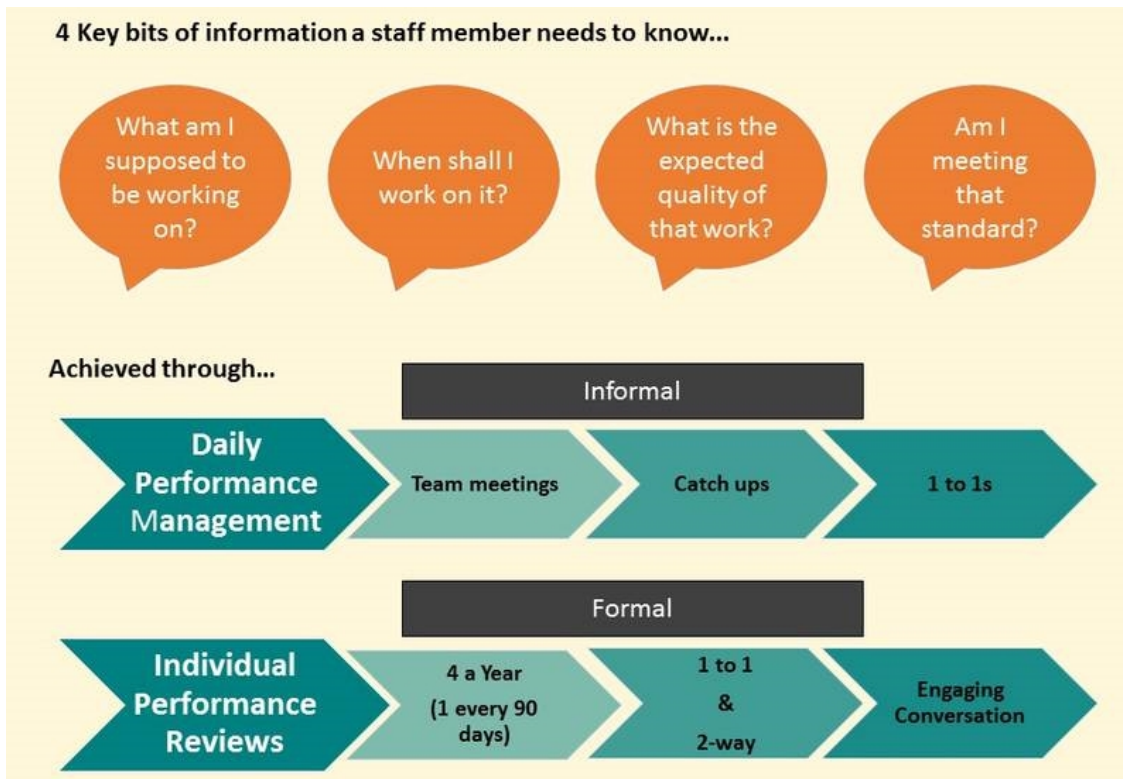 4 Key bits of information a staff member needs to know...
What am I
supposed to
be working
on?
When shall I
work on it?
What is the
expected
quality of
that work?
Am I
meeting
that
standard?
Achieved through...
Informal
Daily
Performance
Management
Team meetings
Catch ups
1 to 1s
Formal
Individual
Performance
Reviews
4 a Year
(1 every 90
days)
1 to 1
&
2-way
Engaging
Conversation